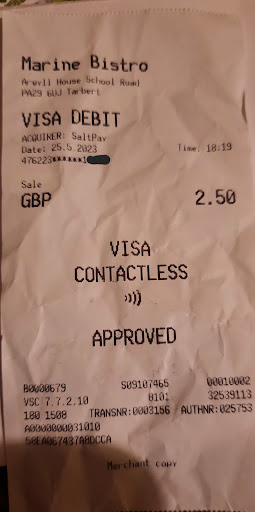 Marine Bistro
Argyll House School Road
PA29 6UJ Tarbert
VISA DEBIT
ACQUIRER: SaltPay
Date: 25.5.2023 Time: 18:19
476223******1
Sale
GBP 2.50
VISA
CONTACTLESS
APPROVED
B0000679 S09107465 00010002
VSC 7.7.2.10 0101 32539113
180 1508 TRANSNR:0003156 AUTHNR:025753
A0000000031010
58EA067437A8DCCA
Merchant copy